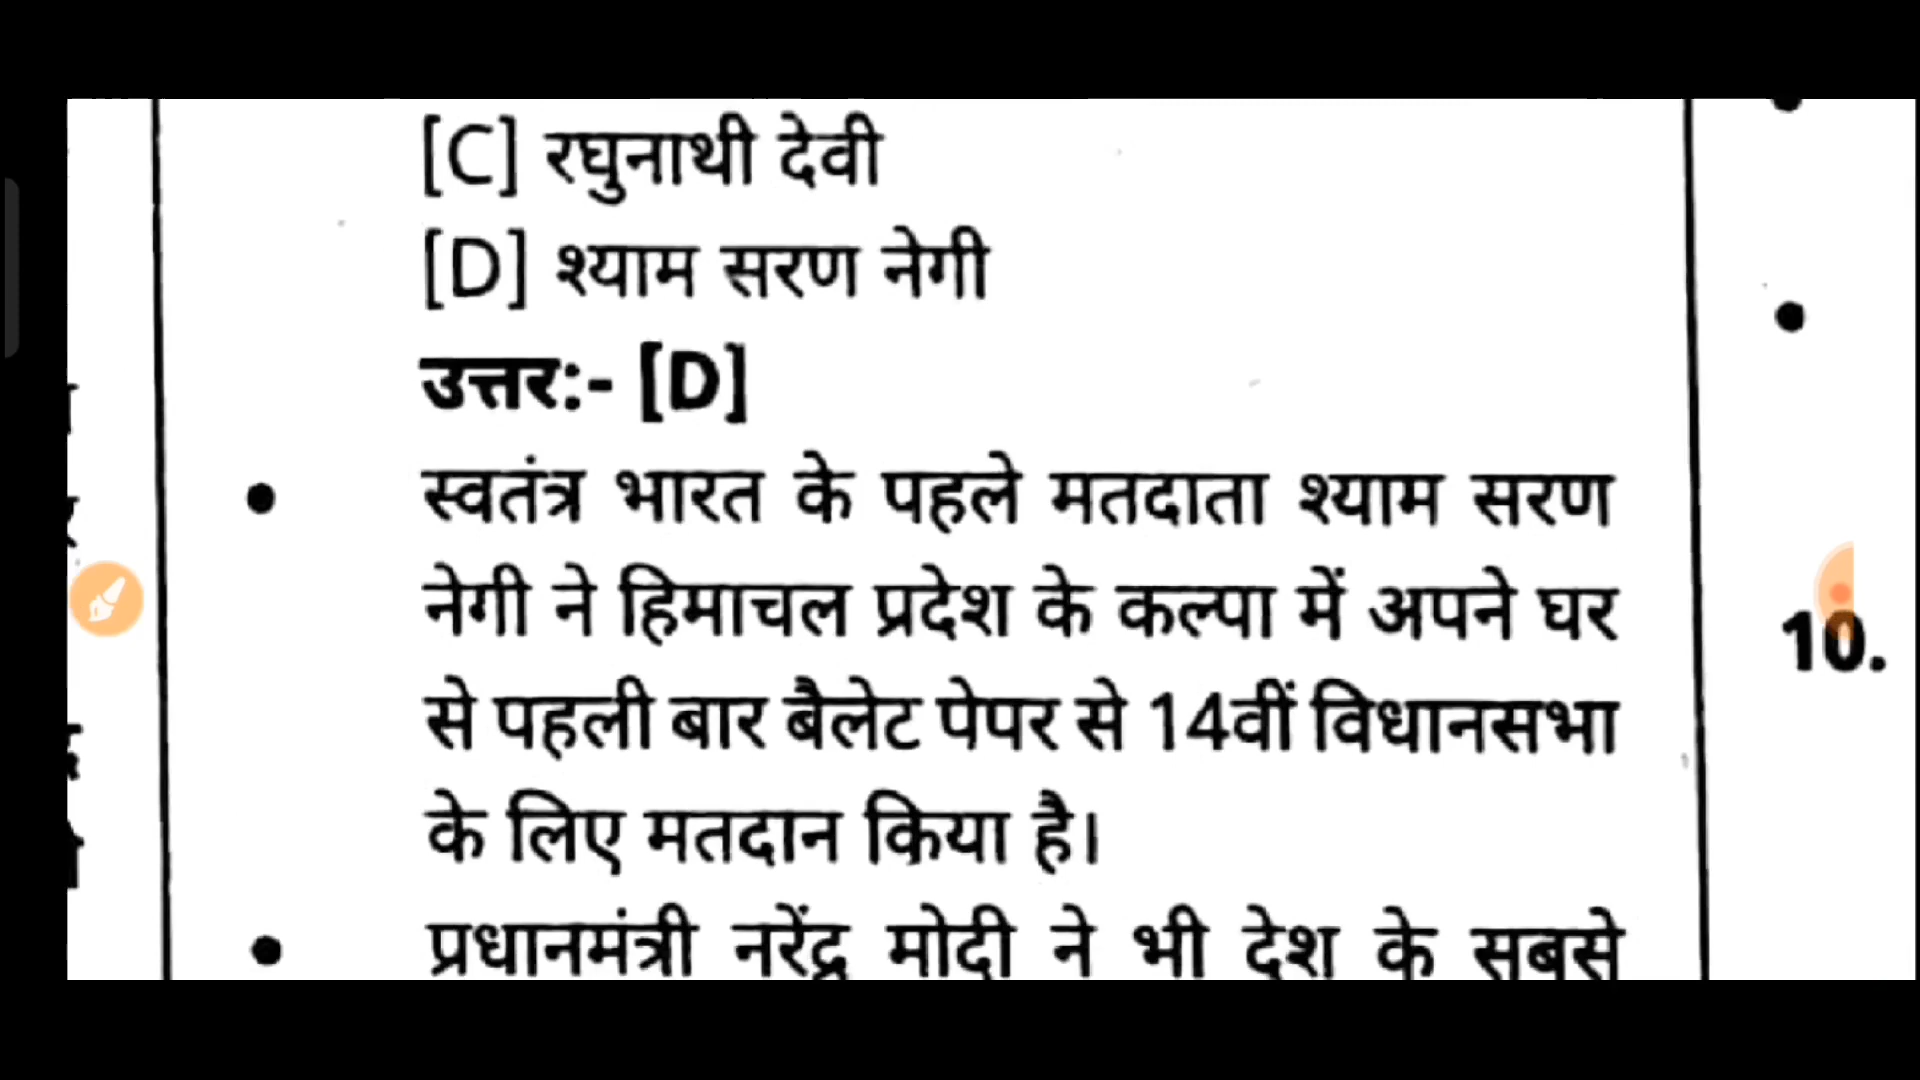 [C] रघुनाथी देवी
[D] श्याम सरण नेगी
उत्तर:- [D]
• स्वतंत्र भारत के पहले मतदाता श्याम सरण
नेगी ने हिमाचल प्रदेश के कल्पा में अपने घर
से पहली बार बैलेट पेपर से 14वीं विधानसभा
के लिए मतदान किया है।
• प्रधानमंत्री नरेंद्र मोदी ने भी देश के सबसे
10.